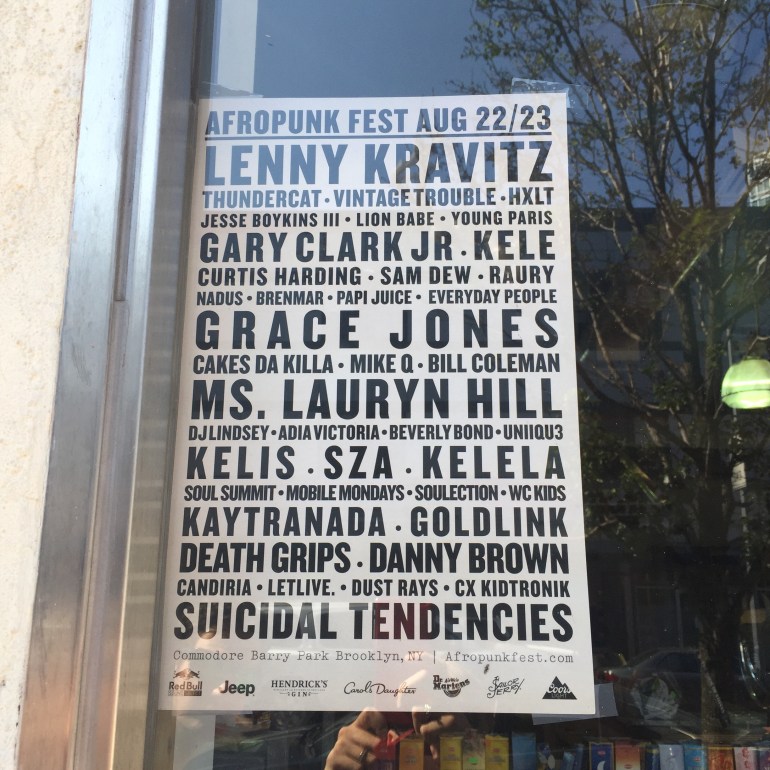 AFROPUNK FEST AUG 22/23
LENNY KRAVITZ
THUNDERCAT · VINTAGE TROUBLE · HXLT
JESSE BOYKINS III • LION BABE • YOUNG PARIS
GARY CLARK JR. · KELE
CURTIS HARDING · SAM DEW · RAURY
NADUS • BRENMAR • PAPI JUICE • EVERYDAY PEOPLE
GRACE JONES
CAKES DA KILLA • MIKE Q • BILL COLEMAN
MS. LAURYN HILL
DJ LINDSEY • ADIA VICTORIA • BEVERLY BOND • UNIIQU3
KELIS · SZA · KELELA
SOUL SUMMIT • MOBILE MONDAYS • SOULECTION • WC KIDS
KAYTRANADA · GOLDLINK
DEATH GRIPS · DANNY BROWN
CANDIRIA • LETLIVE. • DUST RAYS • CX KIDTRONIK
SUICIDAL TENDENCIES
Commodore Barry Park Brooklyn, NY | Afropunkfest.com
Red Bull Jeep HENDRICK'S GIN Carol's Daughter Dr. Martens Coors